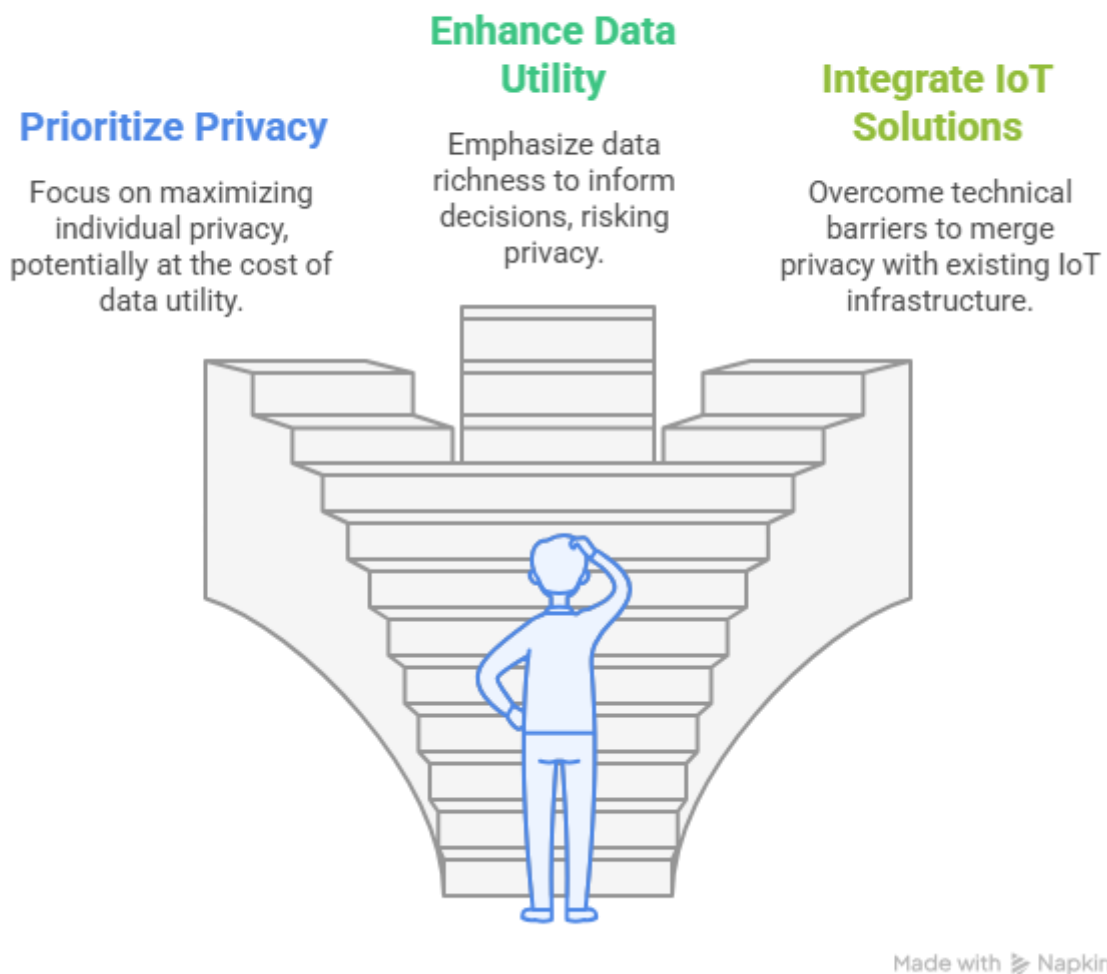 Prioritize Privacy
Focus on maximizing
individual privacy,
potentially at the cost of
data utility.
Enhance Data
Utility
Emphasize data
richness to inform
decisions, risking
privacy.
Integrate IoT
Solutions
Overcome technical
barriers to merge
privacy with existing IoT
infrastructure.
Made with Napkin